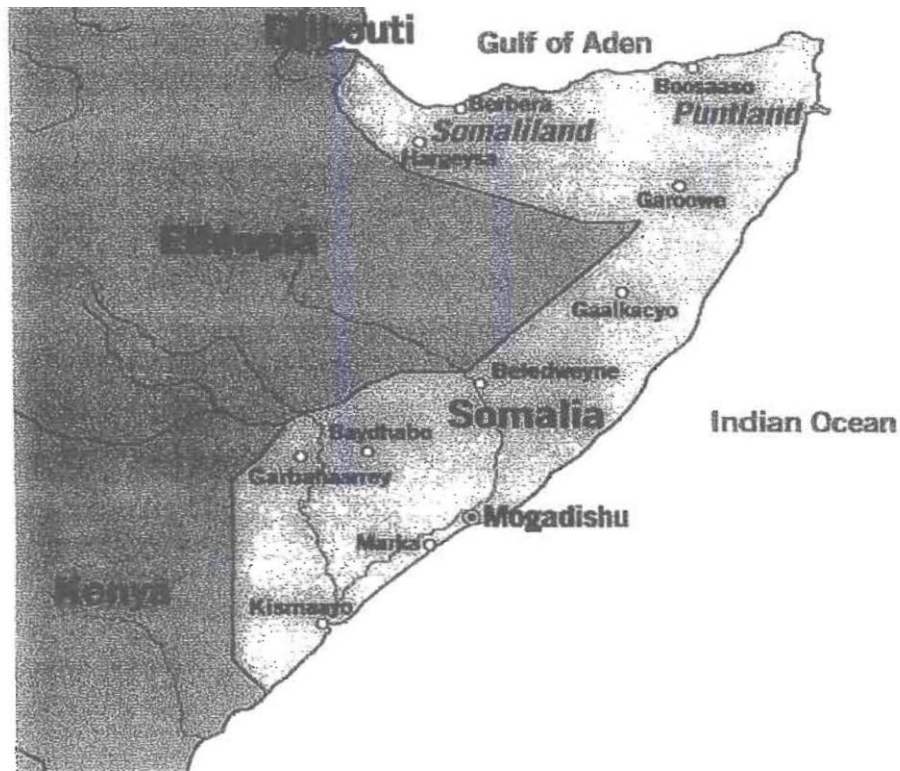 Djibouti
Gulf of Aden
Boosaaso
Berbera
Puntland
Somaliland
Hargeysa
Garoowe
Ethiopia
Gaalkacyo
Beledweyne
Somalia
Indian Ocean
Baydhabo
Garbahaarrey
Mogadishu
Marka
Kenya
Kismaayo